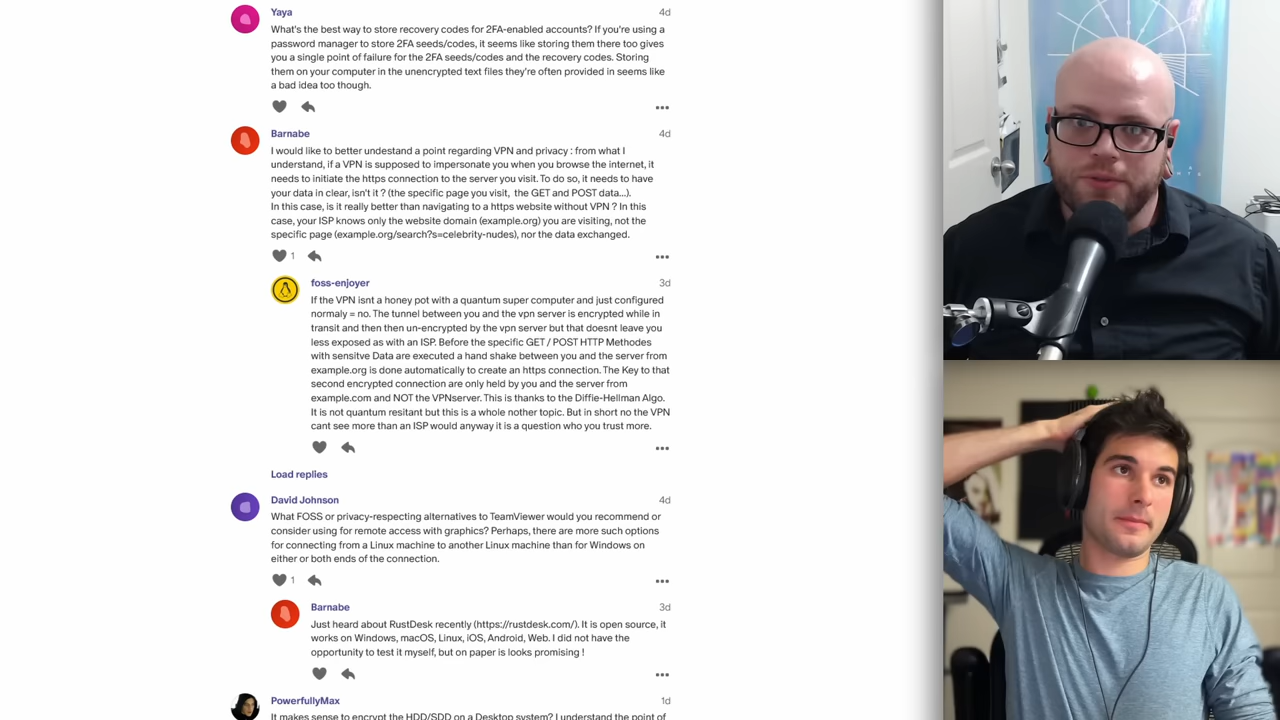 Yaya
4d
What's the best way to store recovery codes for 2FA-enabled accounts? If you're using a
password manager to store 2FA seeds/codes, it seems like storing them there too gives
you a single point of failure for the 2FA seeds/codes and the recovery codes. Storing
them on your computer in the unencrypted text files they're often provided in seems like
a bad idea too though.
Barnabe
4d
I would like to better undestand a point regarding VPN and privacy : from what I
understand, if a VPN is supposed to impersonate you when you browse the internet, it
needs to initiate the https connection to the server you visit. To do so, it needs to have
your data in clear, isn't it ? (the specific page you visit, the GET and POST data...).
In this case, is it really better than navigating to a https website without VPN ? In this
case, your ISP knows only the website domain (example.org) you are visiting, not the
specific page (example.org/search?s=celebrity-nudes), nor the data exchanged.
1
foss-enjoyer
3d
If the VPN isnt a honey pot with a quantum super computer and just configured
normaly = no. The tunnel between you and the vpn server is encrypted while in
transit and then then un-encrypted by the vpn server but that doesnt leave you
less exposed as with an ISP. Before the specific GET / POST HTTP Methodes
with sensitve Data are executed a hand shake between you and the server from
example.org is done automatically to create an https connection. The Key to that
second encrypted connection are only held by you and the server from
example.com and NOT the VPNserver. This is thanks to the Diffie-Hellman Algo.
It is not quantum resitant but this is a whole nother topic. But in short no the VPN
cant see more than an ISP would anyway it is a question who you trust more.
Load replies
David Johnson
4d
What FOSS or privacy-respecting alternatives to TeamViewer would you recommend or
consider using for remote access with graphics? Perhaps, there are more such options
for connecting from a Linux machine to another Linux machine than for Windows on
either or both ends of the connection.
1
Barnabe
3d
Just heard about RustDesk recently (https://rustdesk.com/). It is open source, it
works on Windows, macOS, Linux, iOS, Android, Web. I did not have the
opportunity to test it myself, but on paper is looks promising !
PowerfullyMax
1d
It makes sense to encrypt the HDD/SDD on a Desktop system? I understand the point of